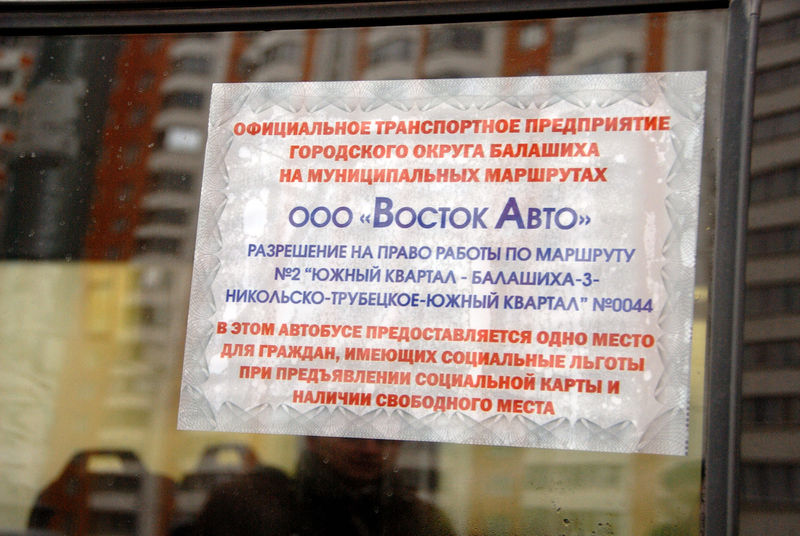 ОФИЦИАЛЬНОЕ ТРАНСПОРТНОЕ ПРЕДПРИЯТИЕ
ГОРОДСКОГО ОКРУГА БАЛАШИХА
НА МУНИЦИПАЛЬНЫХ МАРШРУТАХ
ООО «ВОСТОК АВТО»
РАЗРЕШЕНИЕ НА ПРАВО РАБОТЫ ПО МАРШРУТУ
№2 "ЮЖНЫЙ КВАРТАЛ - БАЛАШИХА-3-
НИКОЛЬСКО-ТРУБЕЦКОЕ-ЮЖНЫЙ КВАРТАЛ" №0044
В ЭТОМ АВТОБУСЕ ПРЕДОСТАВЛЯЕТСЯ ОДНО МЕСТО
ДЛЯ ГРАЖДАН, ИМЕЮЩИХ СОЦИАЛЬНЫЕ ЛЬГОТЫ
ПРИ ПРЕДЪЯВЛЕНИИ СОЦИАЛЬНОЙ КАРТЫ И
НАЛИЧИИ СВОБОДНОГО МЕСТА